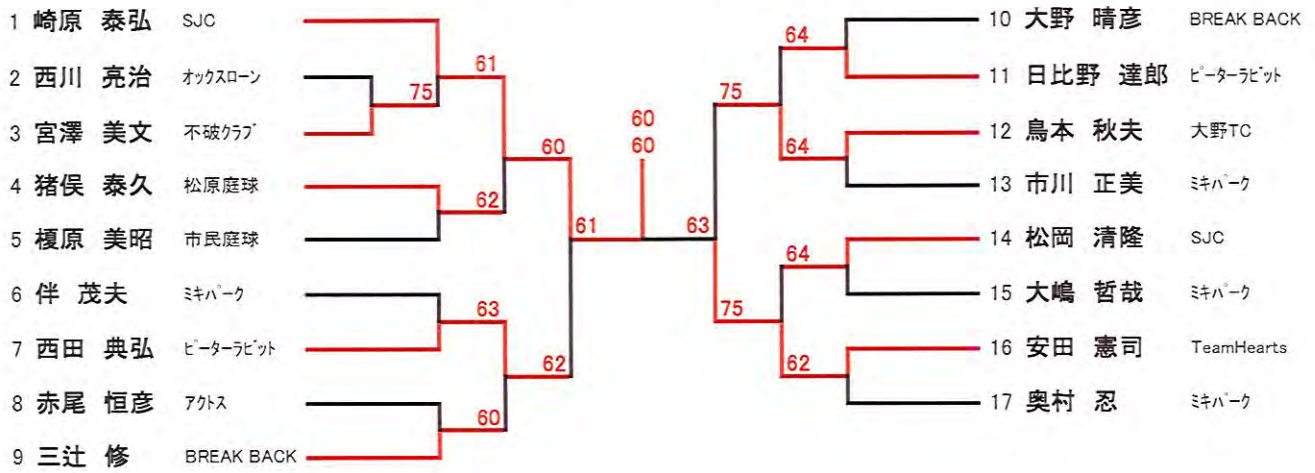 1 崎原 泰弘 SJC
2 西川 亮治 オックスローン
3 宮澤 美文 不破クラブ
4 猪俣 泰久 松原庭球
5 榎原 美昭 市民庭球
6 伴 茂夫 ミキパーク
7 西田 典弘 ピーターラビット
8 赤尾 恒彦 アクトス
9 三辻 修 BREAK BACK
75
61
62
60
63
60
62
61
60
60
63
75
64
64
75
64
62
10 大野 晴彦 BREAK BACK
11 日比野 達郎 ピーターラビット
12 鳥本 秋夫 大野TC
13 市川 正美 ミキパーク
14 松岡 清隆 SJC
15 大嶋 哲哉 ミキパーク
16 安田 憲司 TeamHearts
17 奥村 忍 ミキパーク